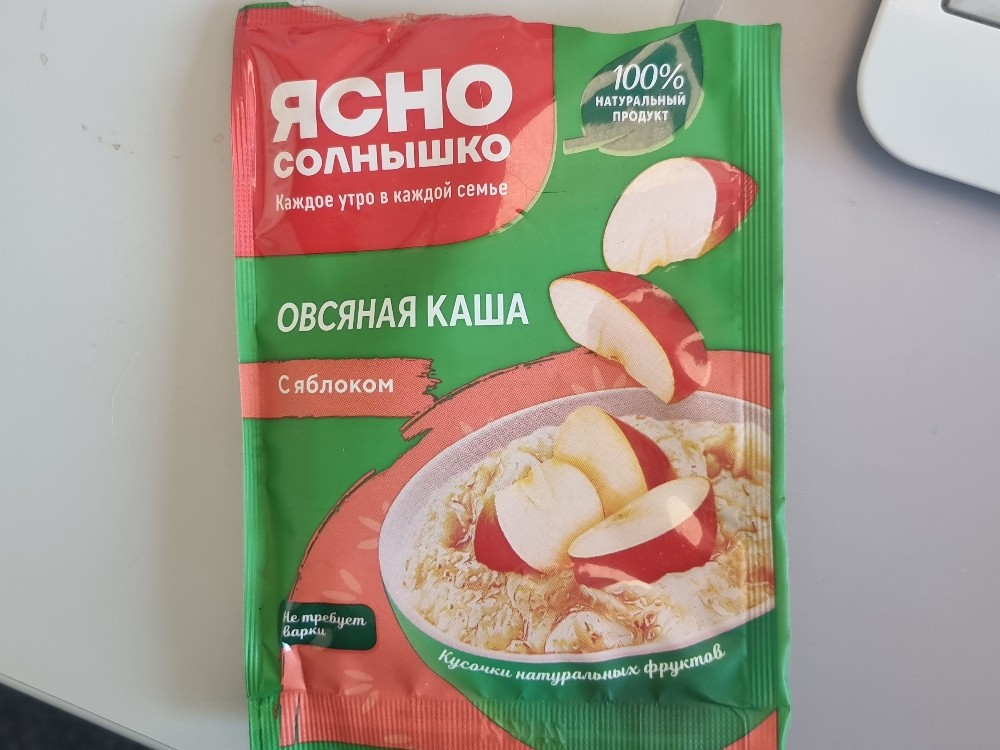 ЯСНО
СОЛНЫШКО
Каждое утро в каждой семье
100%
НАТУРАЛЬНЫЙ
ПРОДУКТ
ОВСЯНАЯ КАША
С яблоком
Не требует
варки
Кусочки натуральных фруктов